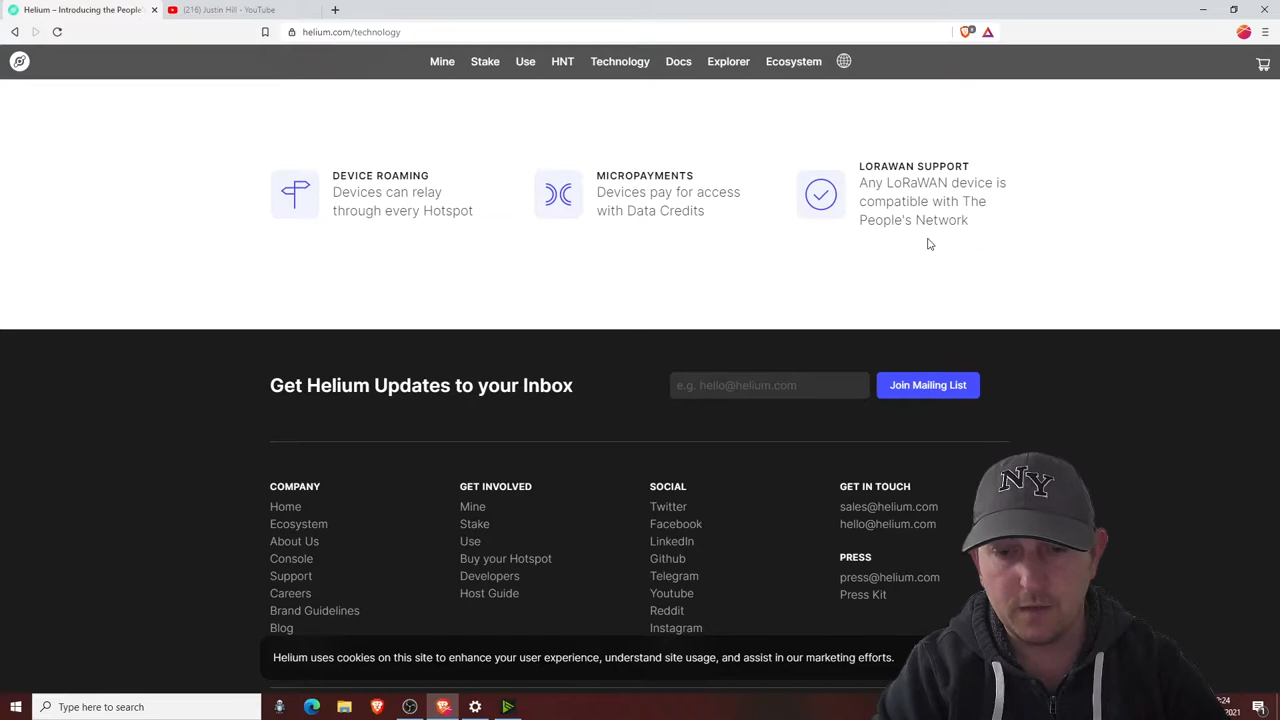 Helium – Introducing the People'
(216) Justin Hill - YouTube
helium.com/technology
Mine Stake Use HNT Technology Docs Explorer Ecosystem
DEVICE ROAMING
Devices can relay
through every Hotspot
MICROPAYMENTS
Devices pay for access
with Data Credits
LORAWAN SUPPORT
Any LoRaWAN device is
compatible with The
People's Network
Get Helium Updates to your Inbox
e.g. hello@helium.com
Join Mailing List
COMPANY
Home
Ecosystem
About Us
Console
Support
Careers
Brand Guidelines
Blog
GET INVOLVED
Mine
Stake
Use
Buy your Hotspot
Developers
Host Guide
SOCIAL
Twitter
Facebook
LinkedIn
Github
Telegram
Youtube
Reddit
Instagram
GET IN TOUCH
sales@helium.com
hello@helium.com
PRESS
press@helium.com
Press Kit
NY
Helium uses cookies on this site to enhance your user experience, understand site usage, and assist in our marketing efforts.
Type here to search
:24
2021